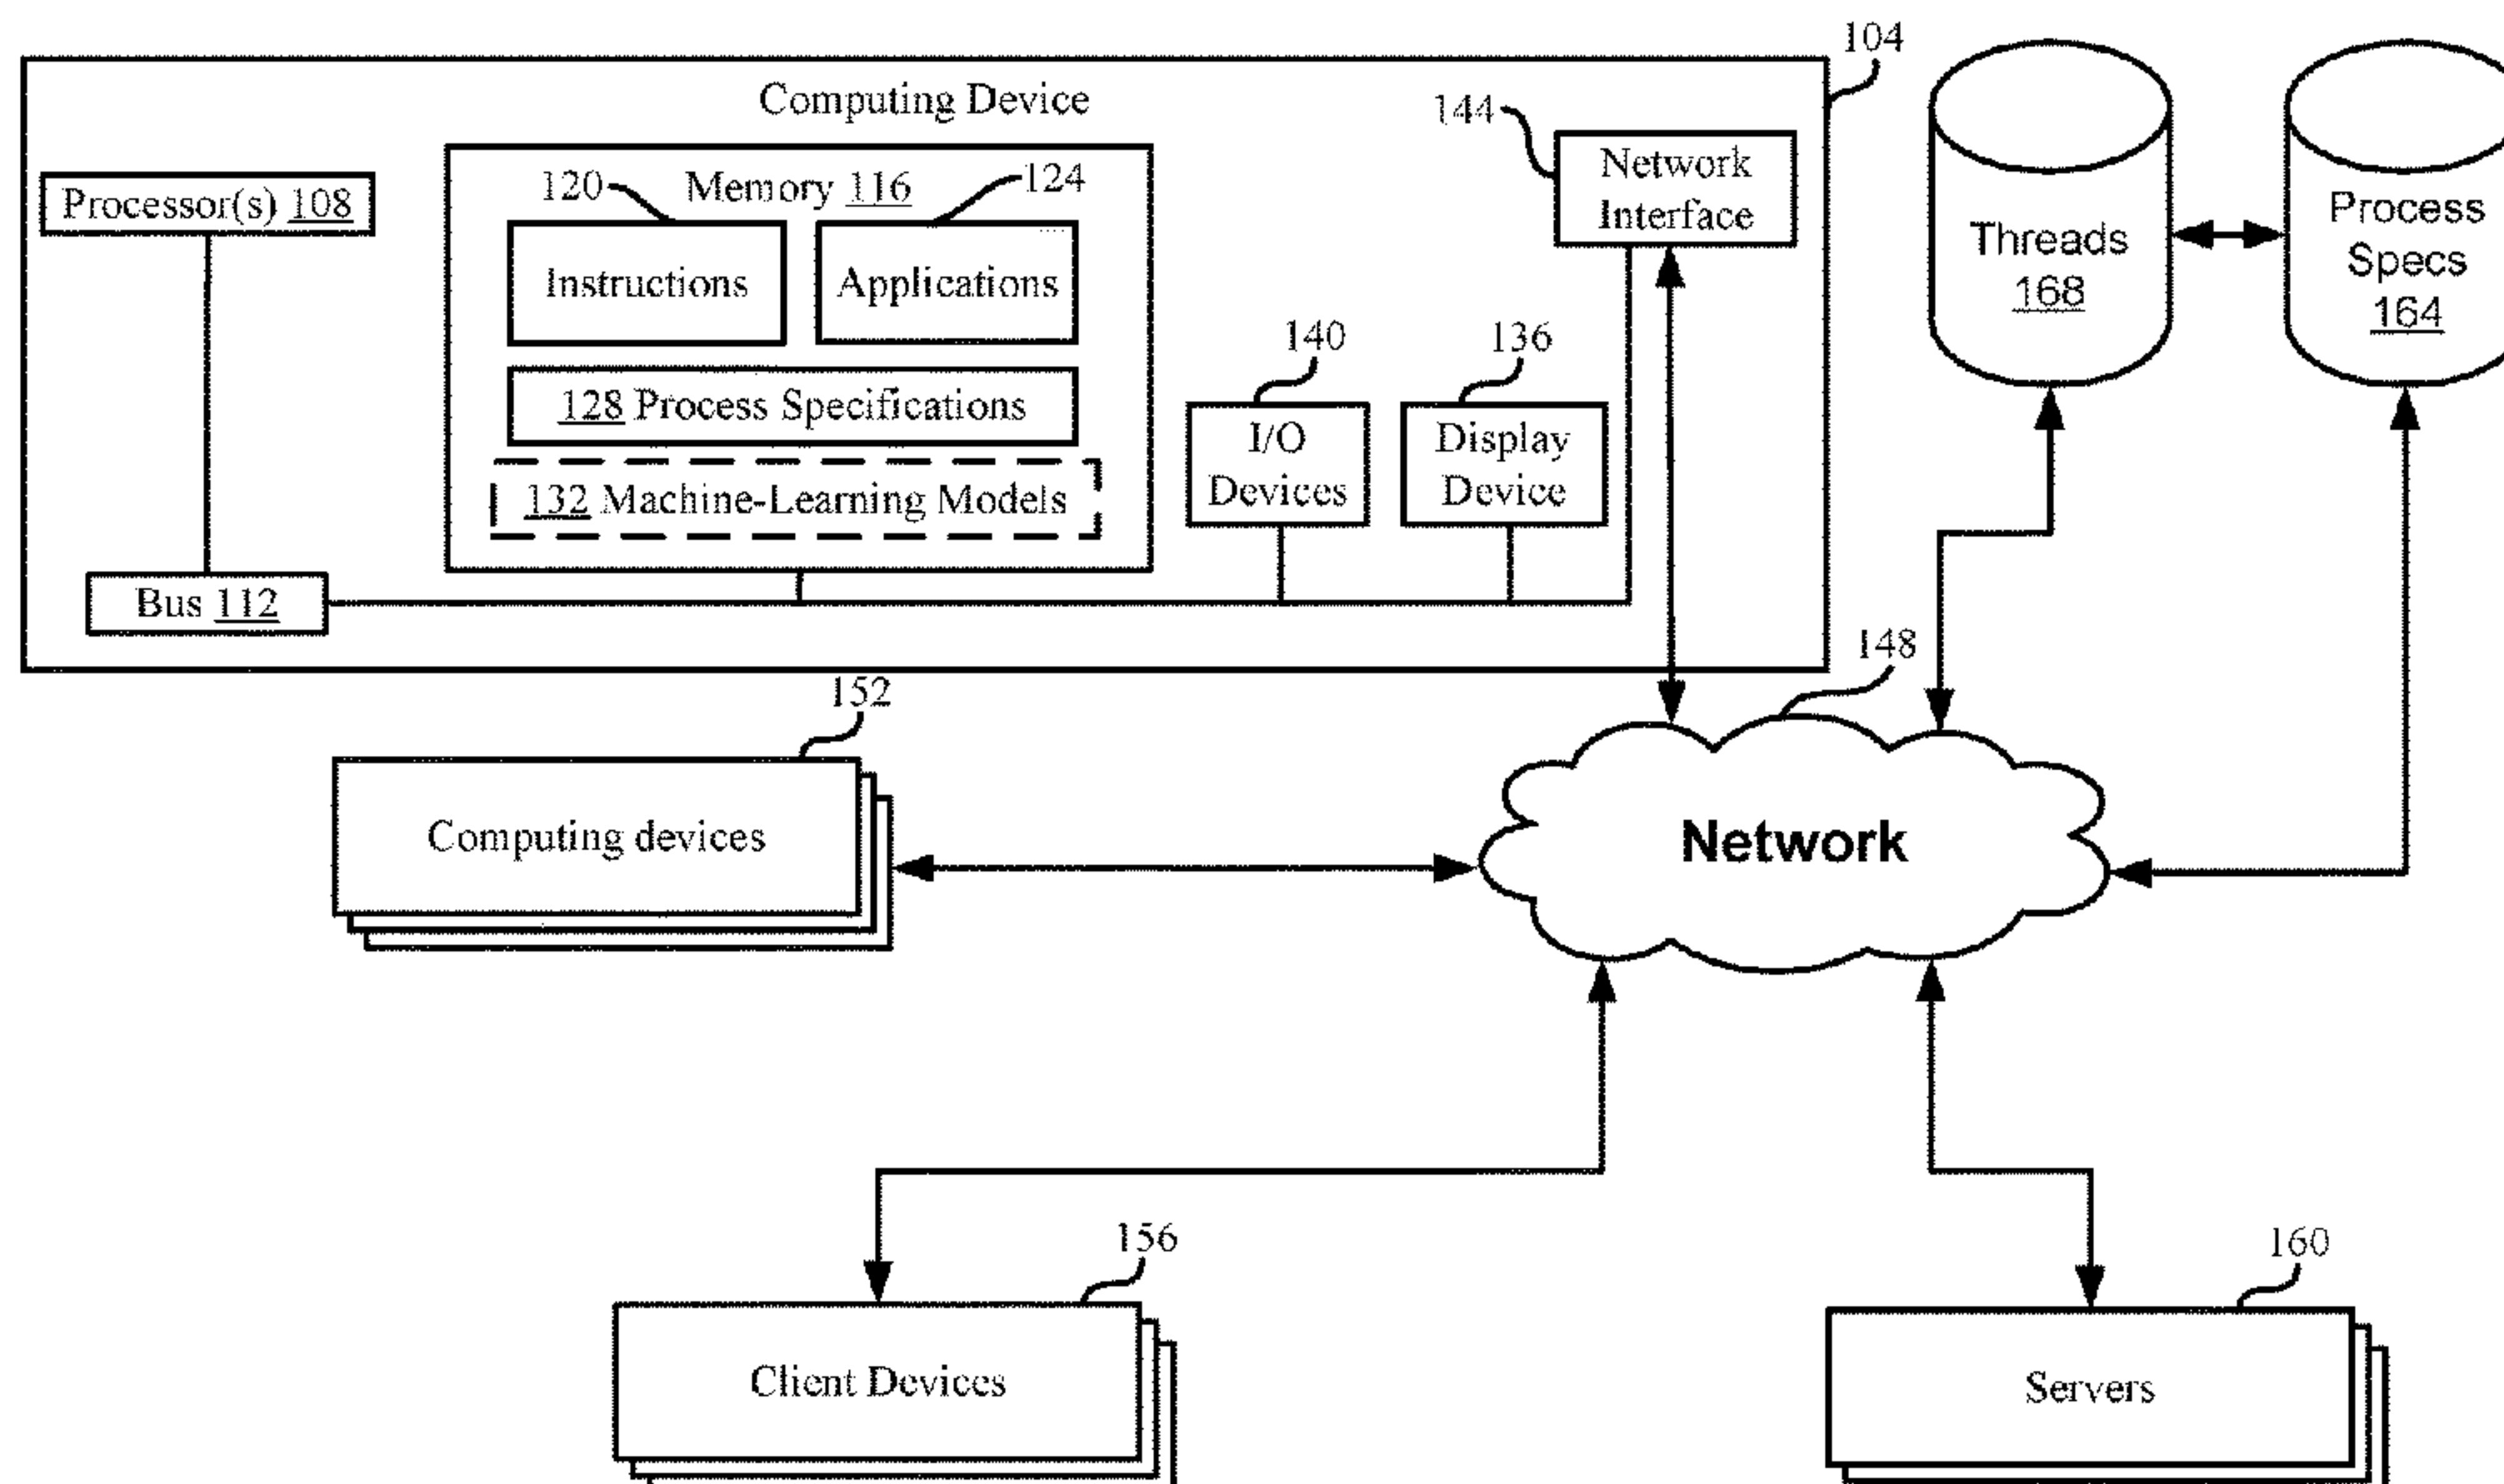 104
Computing Device
144
Network
Interface
Processor(s) 108
120
Memory 116
124
Instructions
Applications
128 Process Specifications
132 Machine-Learning Models
140
I/O
Devices
136
Display
Device
Bus 112
Threads
168
Process
Specs
164
148
152
Computing devices
Network
156
Client Devices
160
Servers